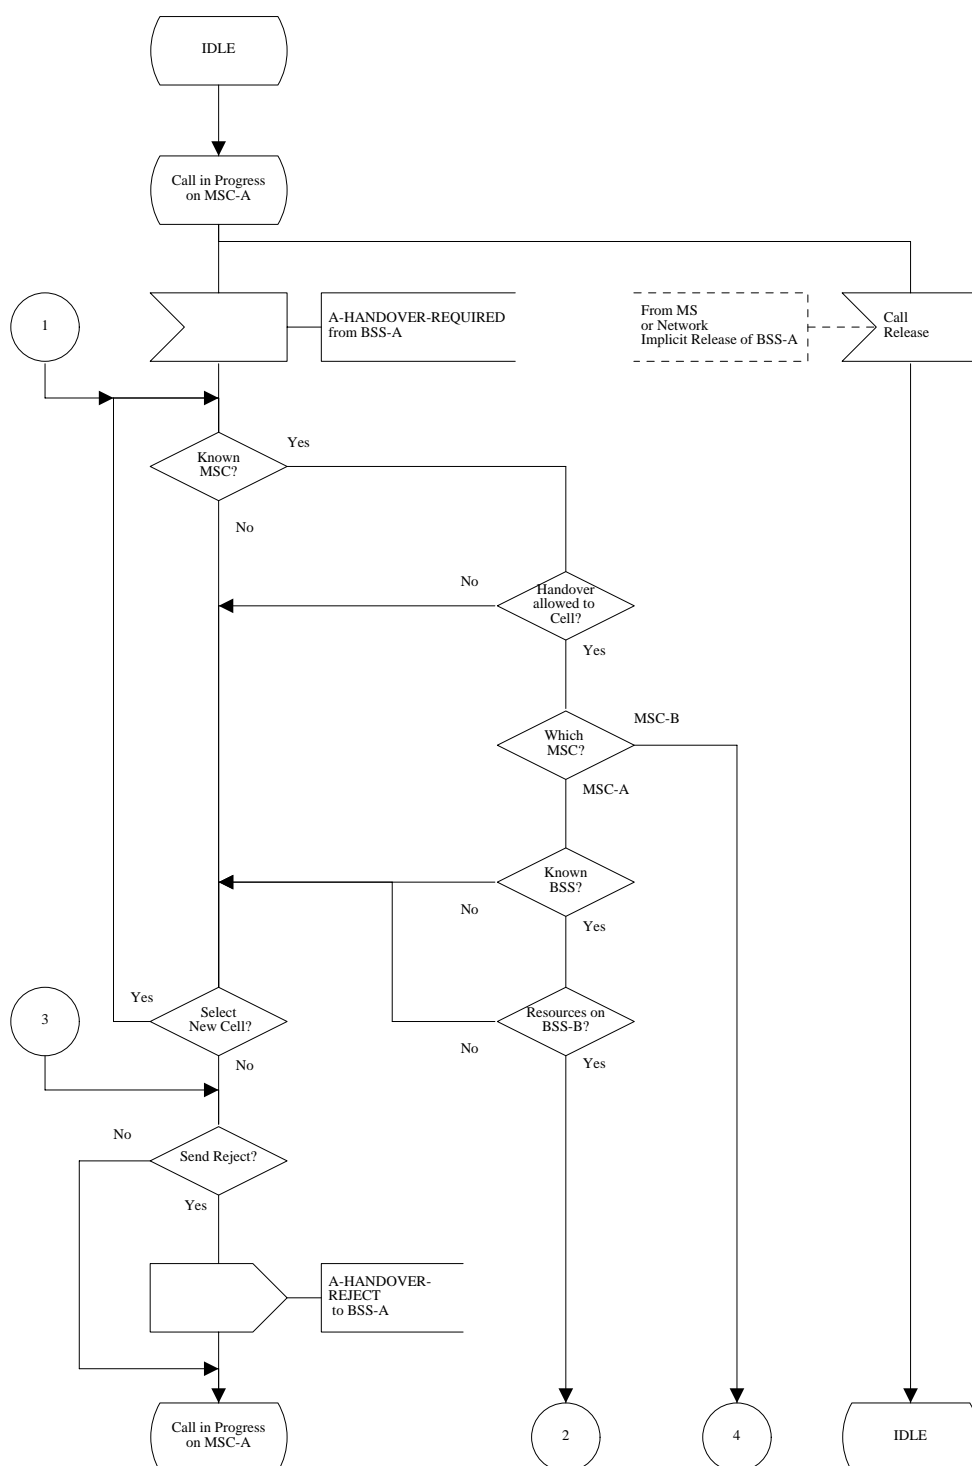 IDLE
Call in Progress
on MSC-A
1
A-HANDOVER-REQUIRED
from BSS-A
From MS
or Network
Implicit Release of BSS-A
Call
Release
Known
MSC?
Yes
No
Handover
allowed to
Cell?
No
Yes
Which
MSC?
MSC-B
MSC-A
Known
BSS?
No
Yes
3
Yes
Select
New Cell?
No
Resources on
BSS-B?
No
Yes
No
Send Reject?
Yes
A-HANDOVER-
REJECT
to BSS-A
Call in Progress
on MSC-A
2
4
IDLE